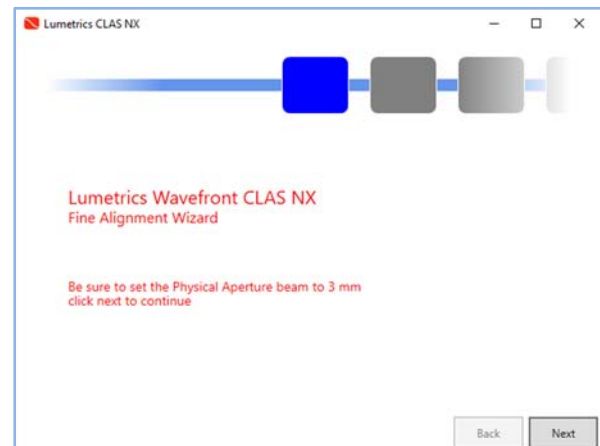 Lumetrics CLAS NX
Lumetrics Wavefront CLAS NX
Fine Alignment Wizard
Be sure to set the Physical Aperture beam to 3 mm
click next to continue
Back Next